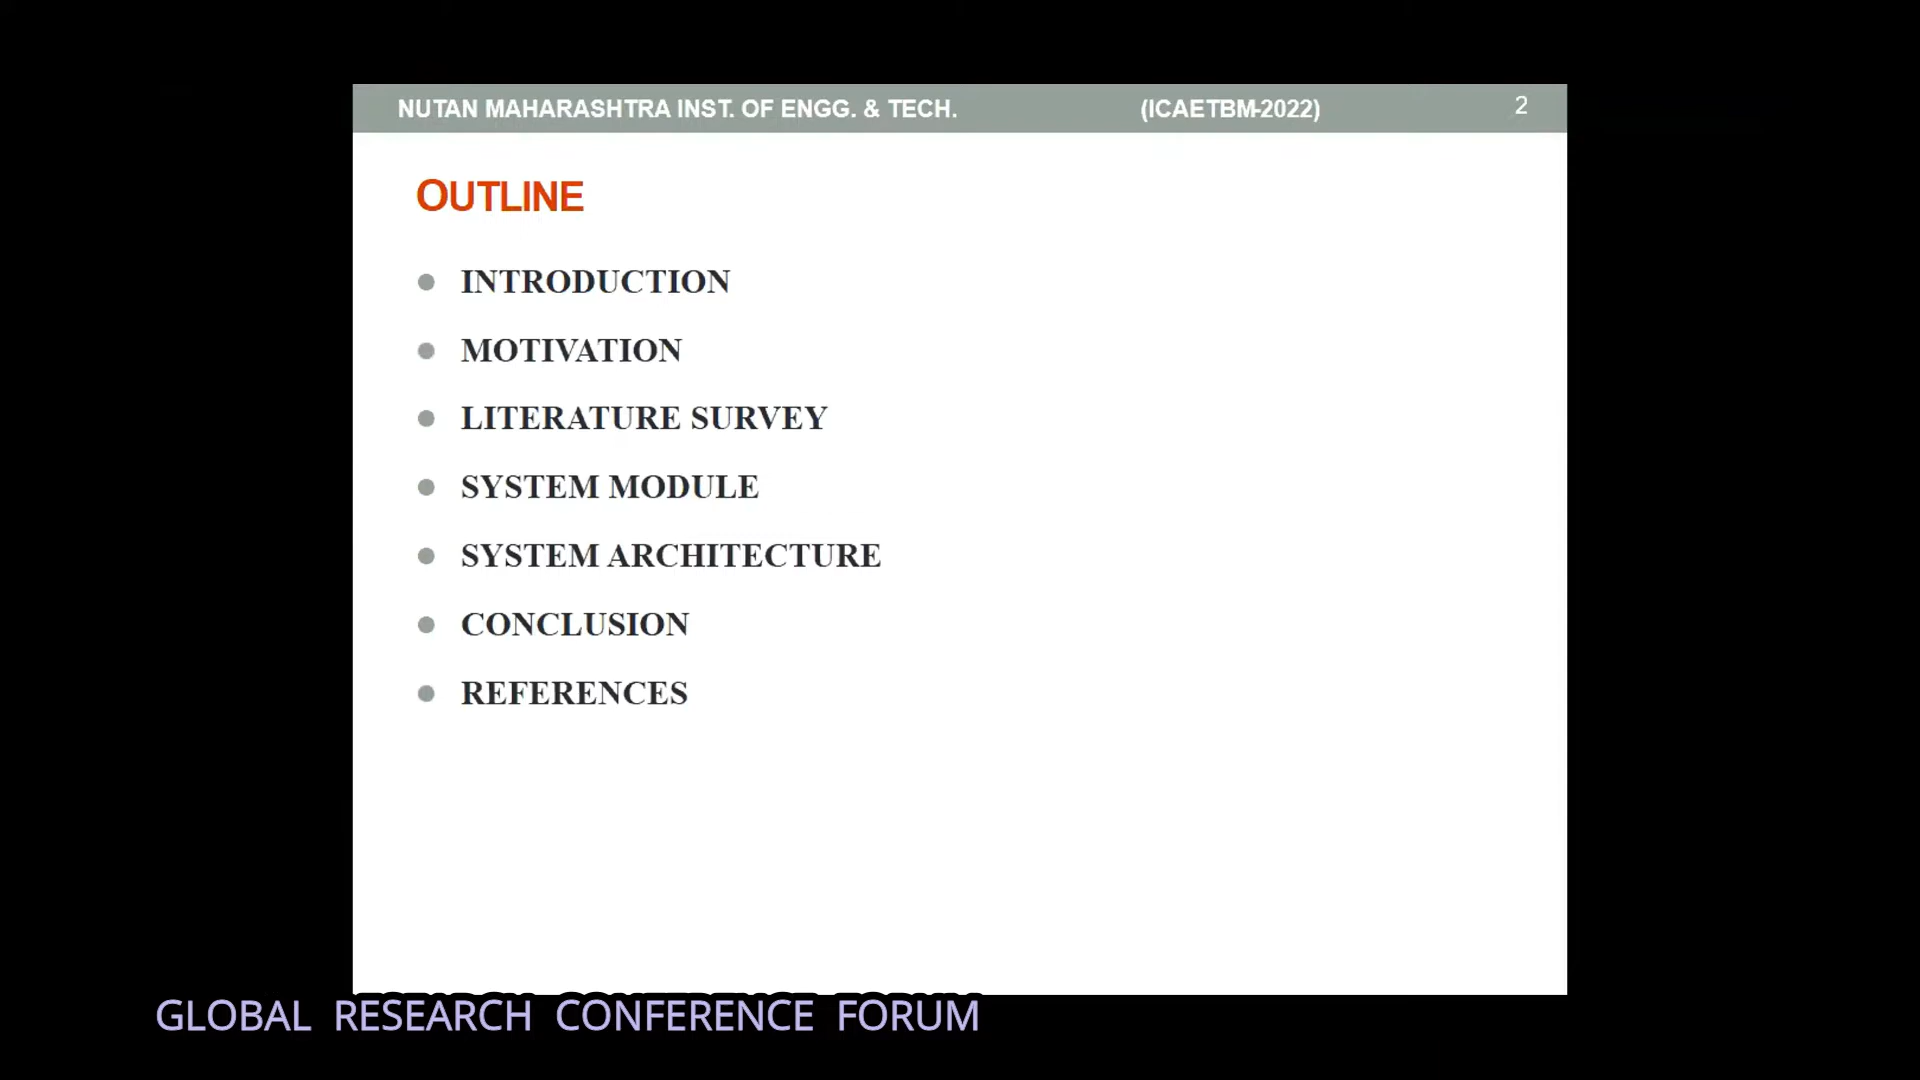 NUTAN MAHARASHTRA INST. OF ENGG. & TECH. (ICAETBM-2022) 2
OUTLINE
INTRODUCTION
MOTIVATION
LITERATURE SURVEY
SYSTEM MODULE
SYSTEM ARCHITECTURE
CONCLUSION
REFERENCES
GLOBAL RESEARCH CONFERENCE FORUM